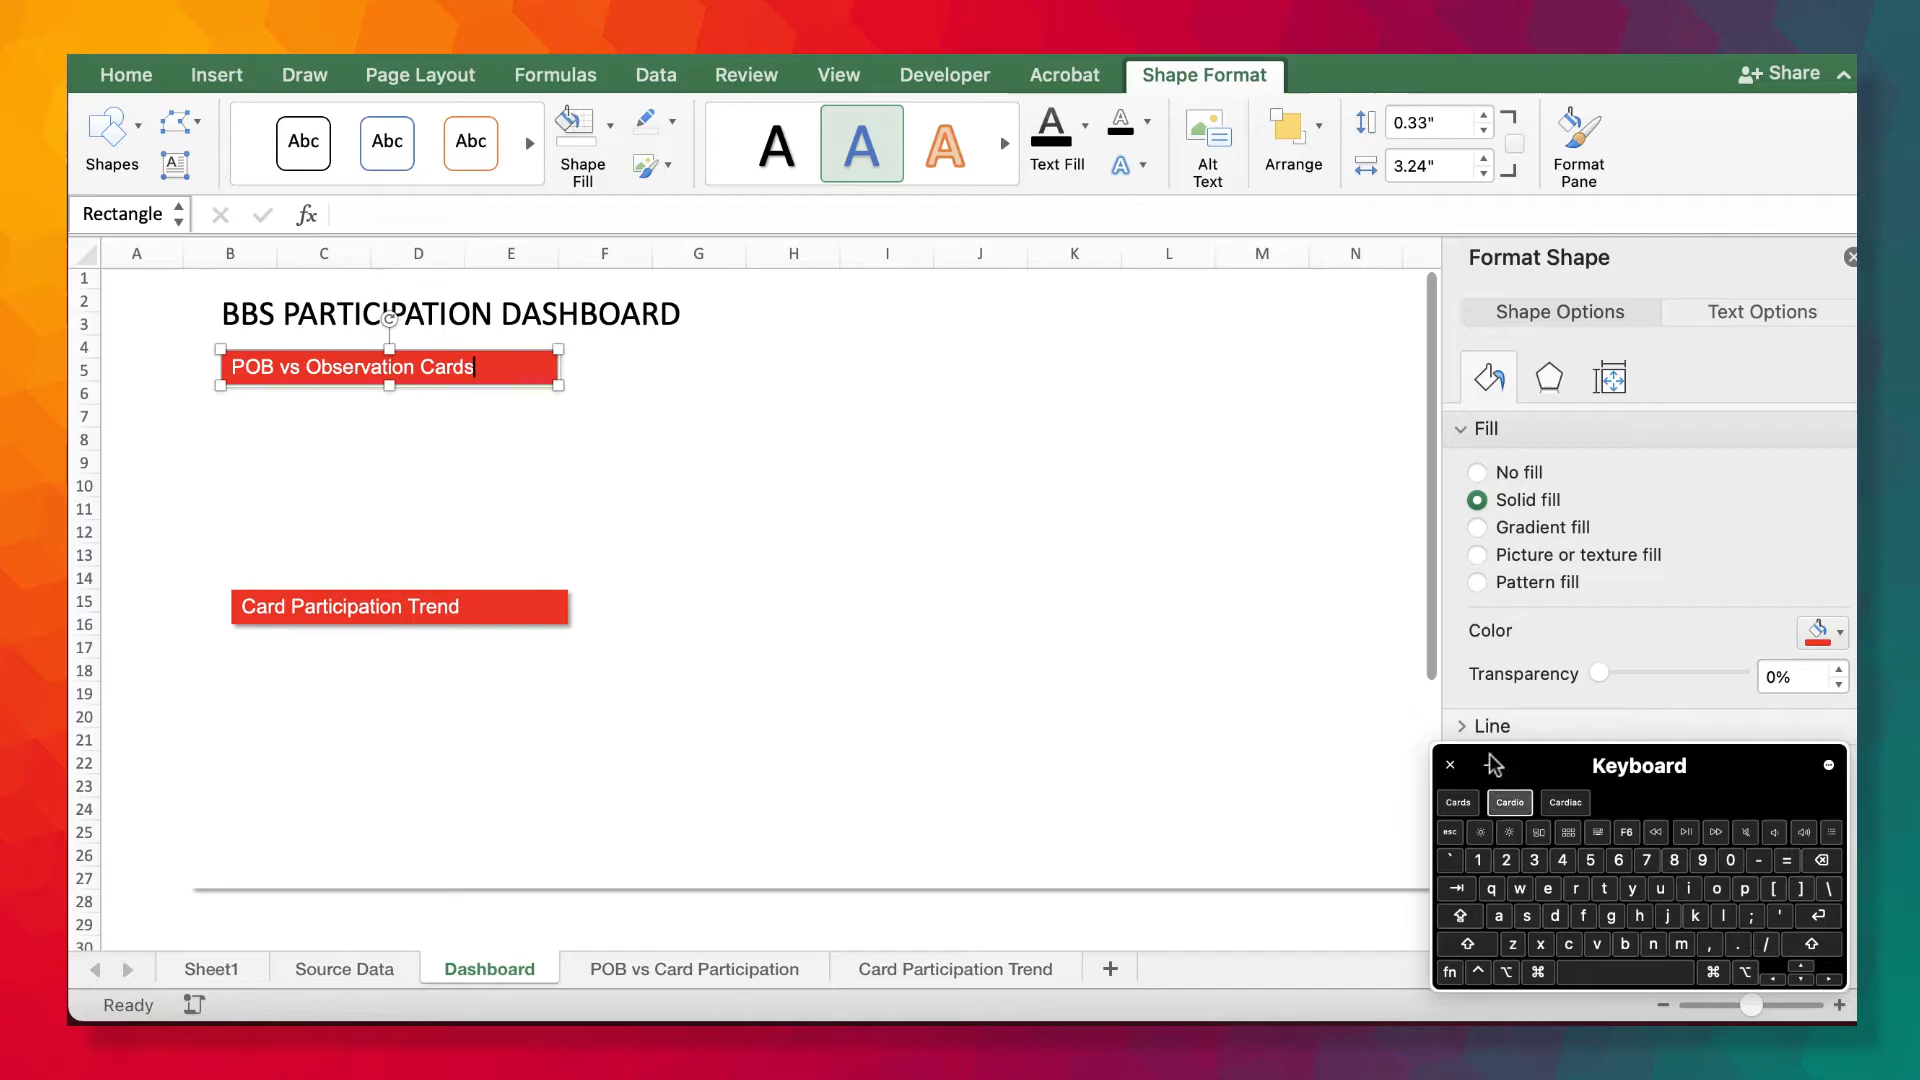 Home Insert Draw Page Layout Formulas Data Review View Developer Acrobat Shape Format Share
Abc Abc Abc A A A A A A A
0.33"
3.24"
Shapes Shape Fill Text Fill Alt Text Arrange Format Pane
Rectangle fx
A B C D E F G H I J K L M N
1
2
3
4
5
6
7
8
9
10
11
12
13
14
15
16
17
18
19
20
21
22
23
24
25
26
27
28
29
30
BBS PARTICIPATION DASHBOARD
POB vs Observation Cards
Card Participation Trend
Format Shape
Shape Options Text Options
Fill
No fill
Solid fill
Gradient fill
Picture or texture fill
Pattern fill
Color
Transparency 0%
Line
Keyboard
Cards Cardio Cardiac
esc F6
` 1 2 3 4 5 6 7 8 9 0 - =
q w e r t y u i o p [ ] \
a s d f g h j k l ; '
z x c v b n m , . /
fn ^ ⌥ ⌘ ⌘ ⌥
Sheet1 Source Data Dashboard POB vs Card Participation Card Participation Trend +
Ready